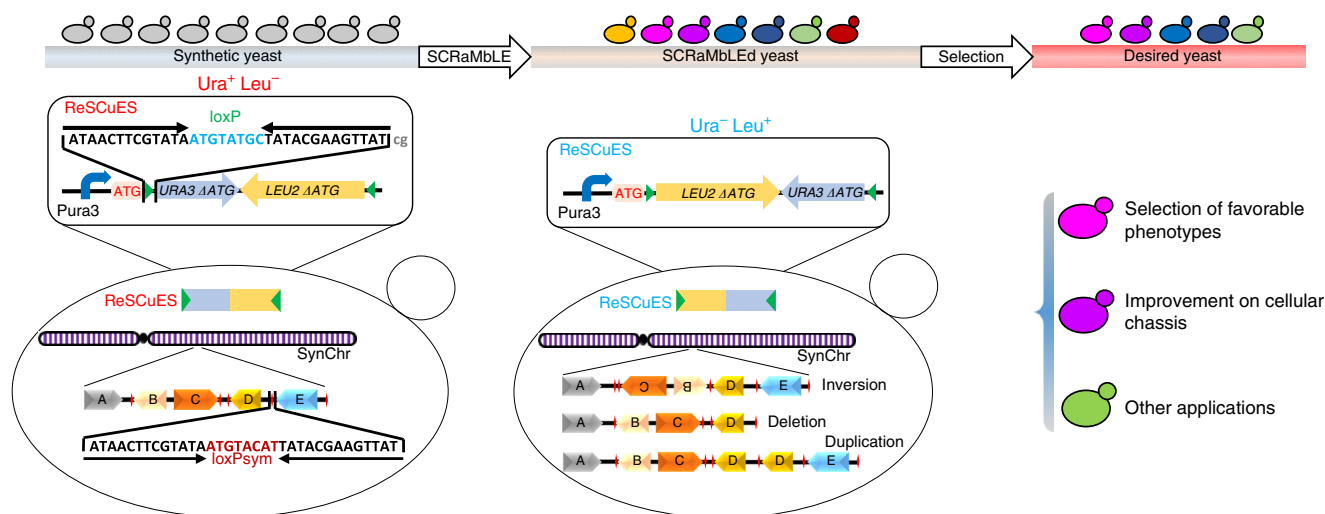 Synthetic yeast
SCRaMbLE
SCRaMbLEd yeast
Selection
Desired yeast
Ura+ Leu−
ReSCuES
loxP
ATAACTTCGTATAATGTATGCTATACGAAGTTAT cg
ATG
URA3 ΔATG
LEU2 ΔATG
Pura3
ReSCuES
SynChr
A B C D E
ATAACTTCGTATAATGTACATTATACGAAGTTAT
loxPsym
Ura− Leu+
ReSCuES
ATG
LEU2 ΔATG
URA3 ΔATG
Pura3
ReSCuES
SynChr
A C B D E Inversion
A B C D Deletion
Duplication
A B C D D E
Selection of favorable
phenotypes
Improvement on cellular
chassis
Other applications